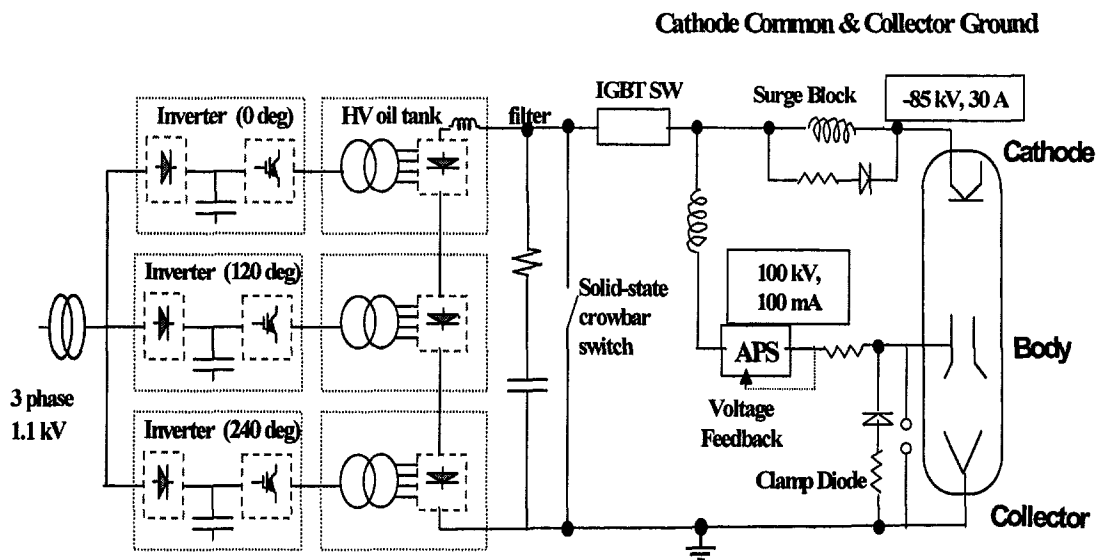 Cathode Common & Collector Ground
IGBT SW
Surge Block
-85 kV, 30 A
Inverter (0 deg)
HV oil tank
filter
Cathode
Inverter (120 deg)
Solid-state
crowbar
switch
100 kV,
100 mA
APS
Body
3 phase
1.1 kV
Voltage
Feedback
Inverter (240 deg)
Clamp Diode
Collector